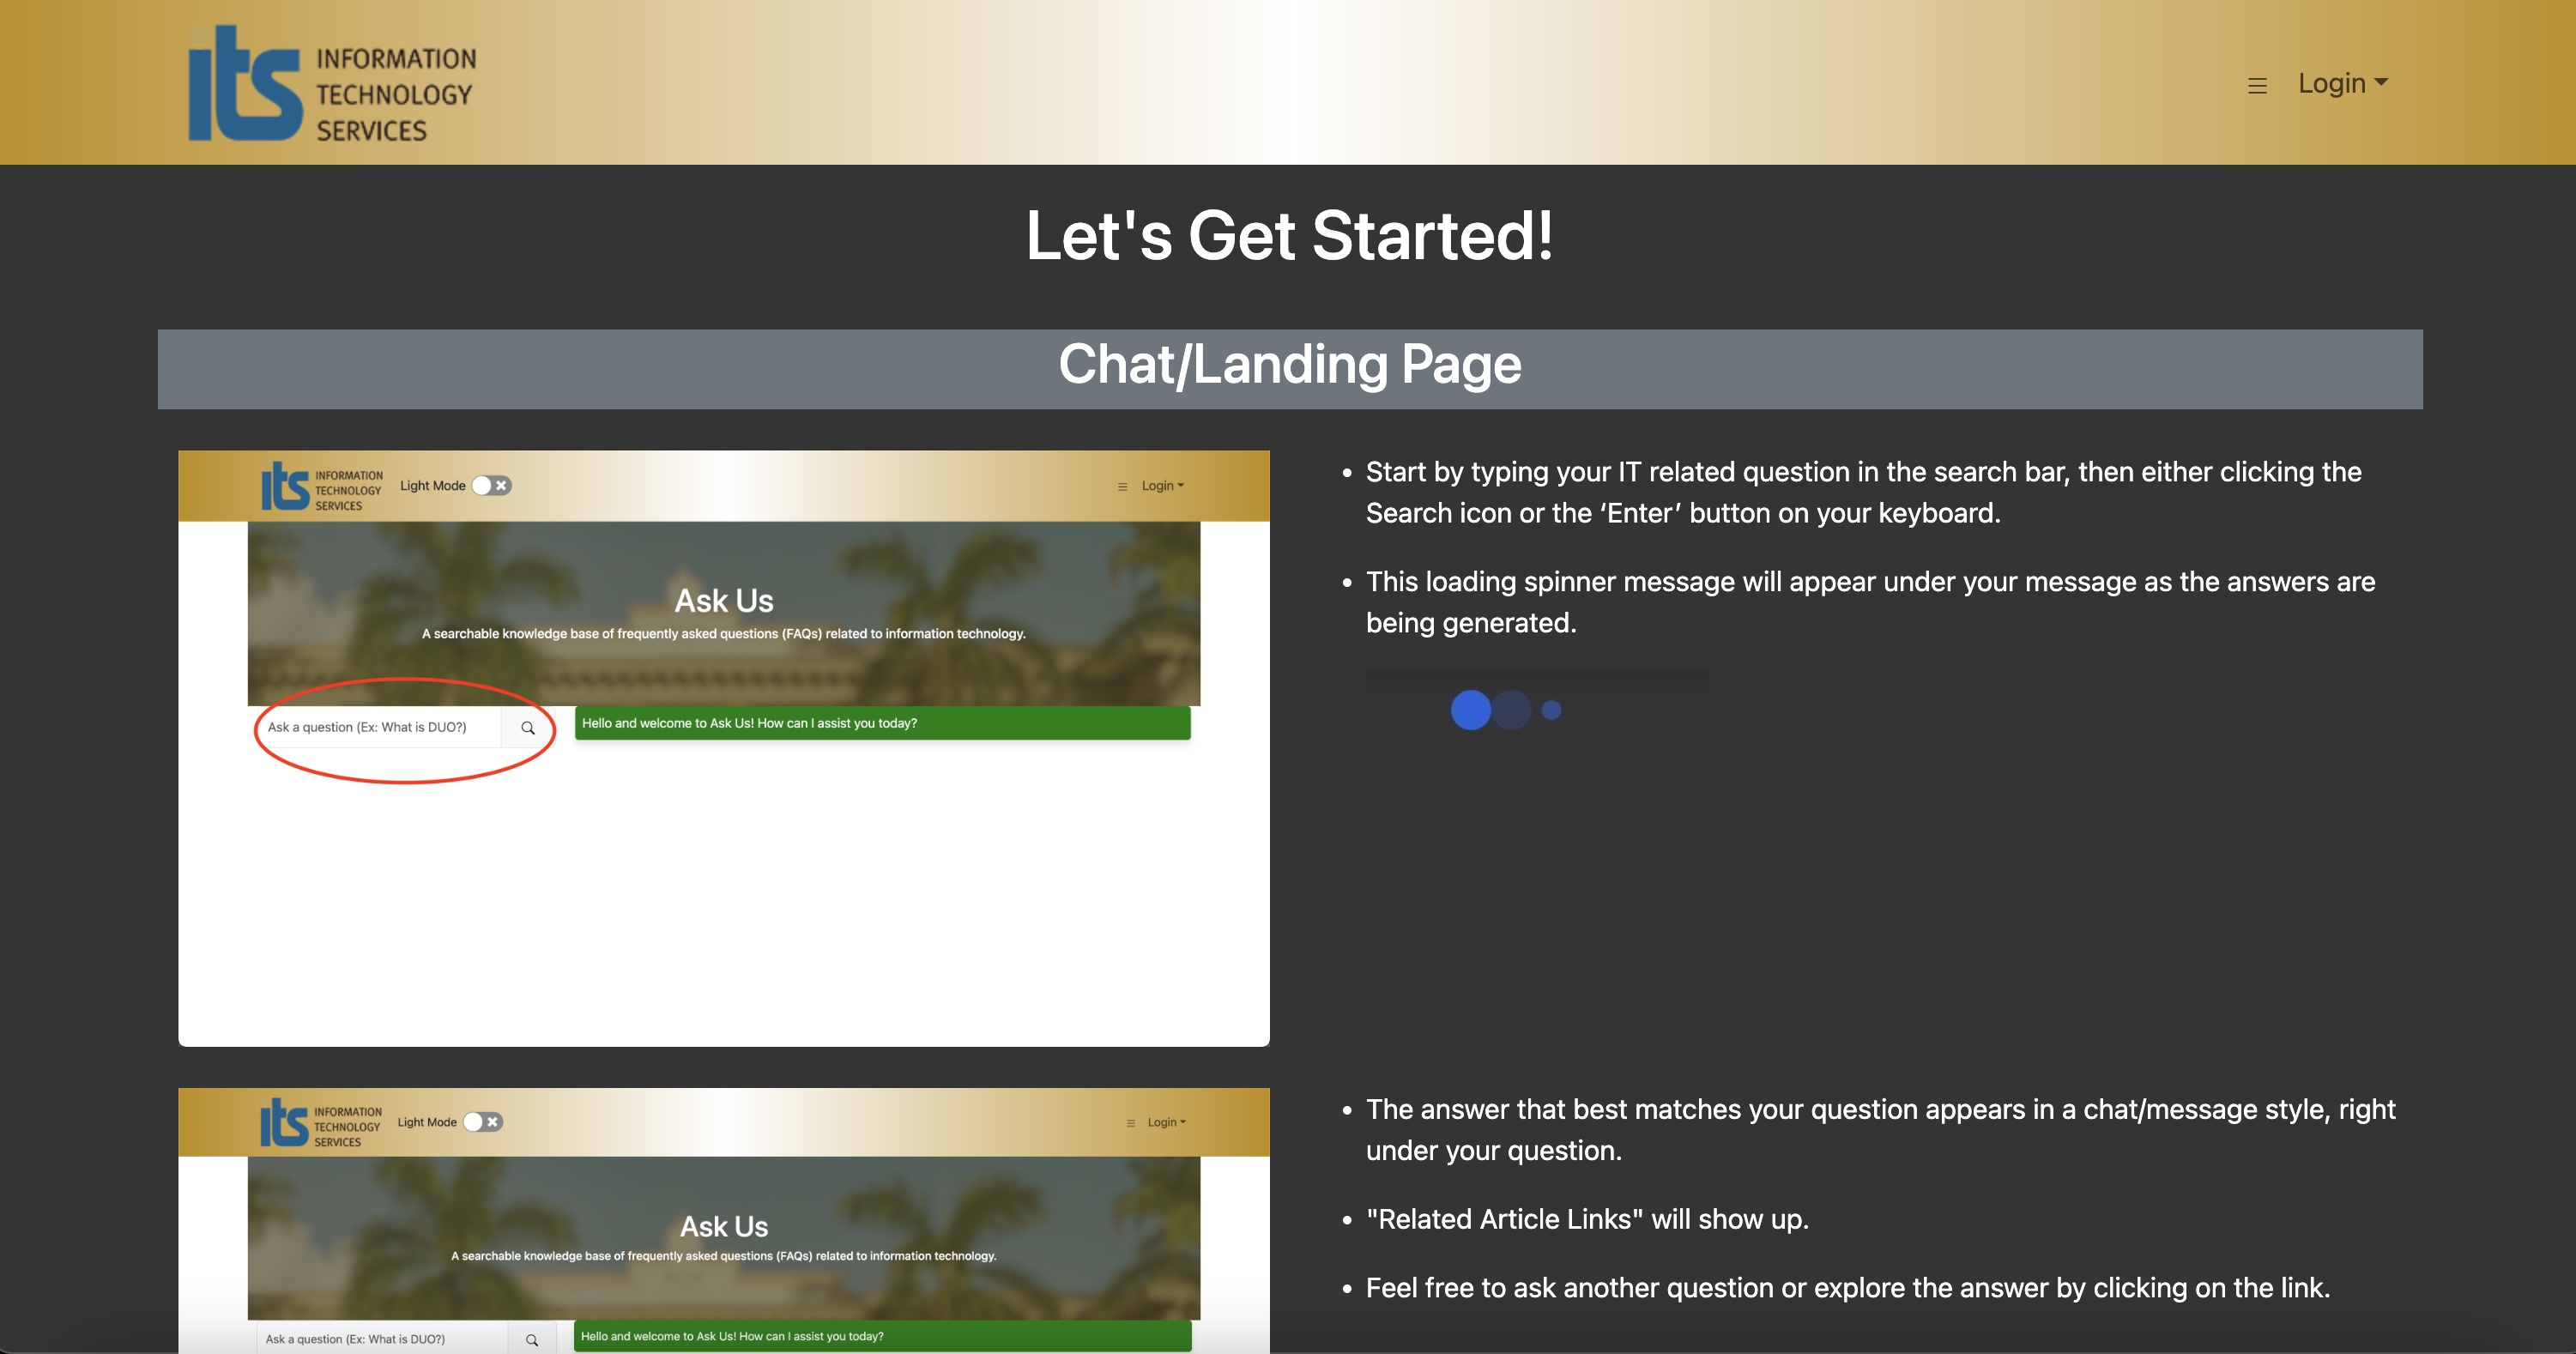 its INFORMATION
TECHNOLOGY
SERVICES
Login
Let's Get Started!
Chat/Landing Page
its INFORMATION
TECHNOLOGY
SERVICES
Light Mode
Login
Ask Us
A searchable knowledge base of frequently asked questions (FAQs) related to information technology.
Ask a question (Ex: What is DUO?)
Hello and welcome to Ask Us! How can I assist you today?
• Start by typing your IT related question in the search bar, then either clicking the
Search icon or the ‘Enter’ button on your keyboard.
• This loading spinner message will appear under your message as the answers are
being generated.
its INFORMATION
TECHNOLOGY
SERVICES
Light Mode
Login
Ask Us
A searchable knowledge base of frequently asked questions (FAQs) related to information technology.
Ask a question (Ex: What is DUO?)
Hello and welcome to Ask Us! How can I assist you today?
• The answer that best matches your question appears in a chat/message style, right
under your question.
• "Related Article Links" will show up.
• Feel free to ask another question or explore the answer by clicking on the link.